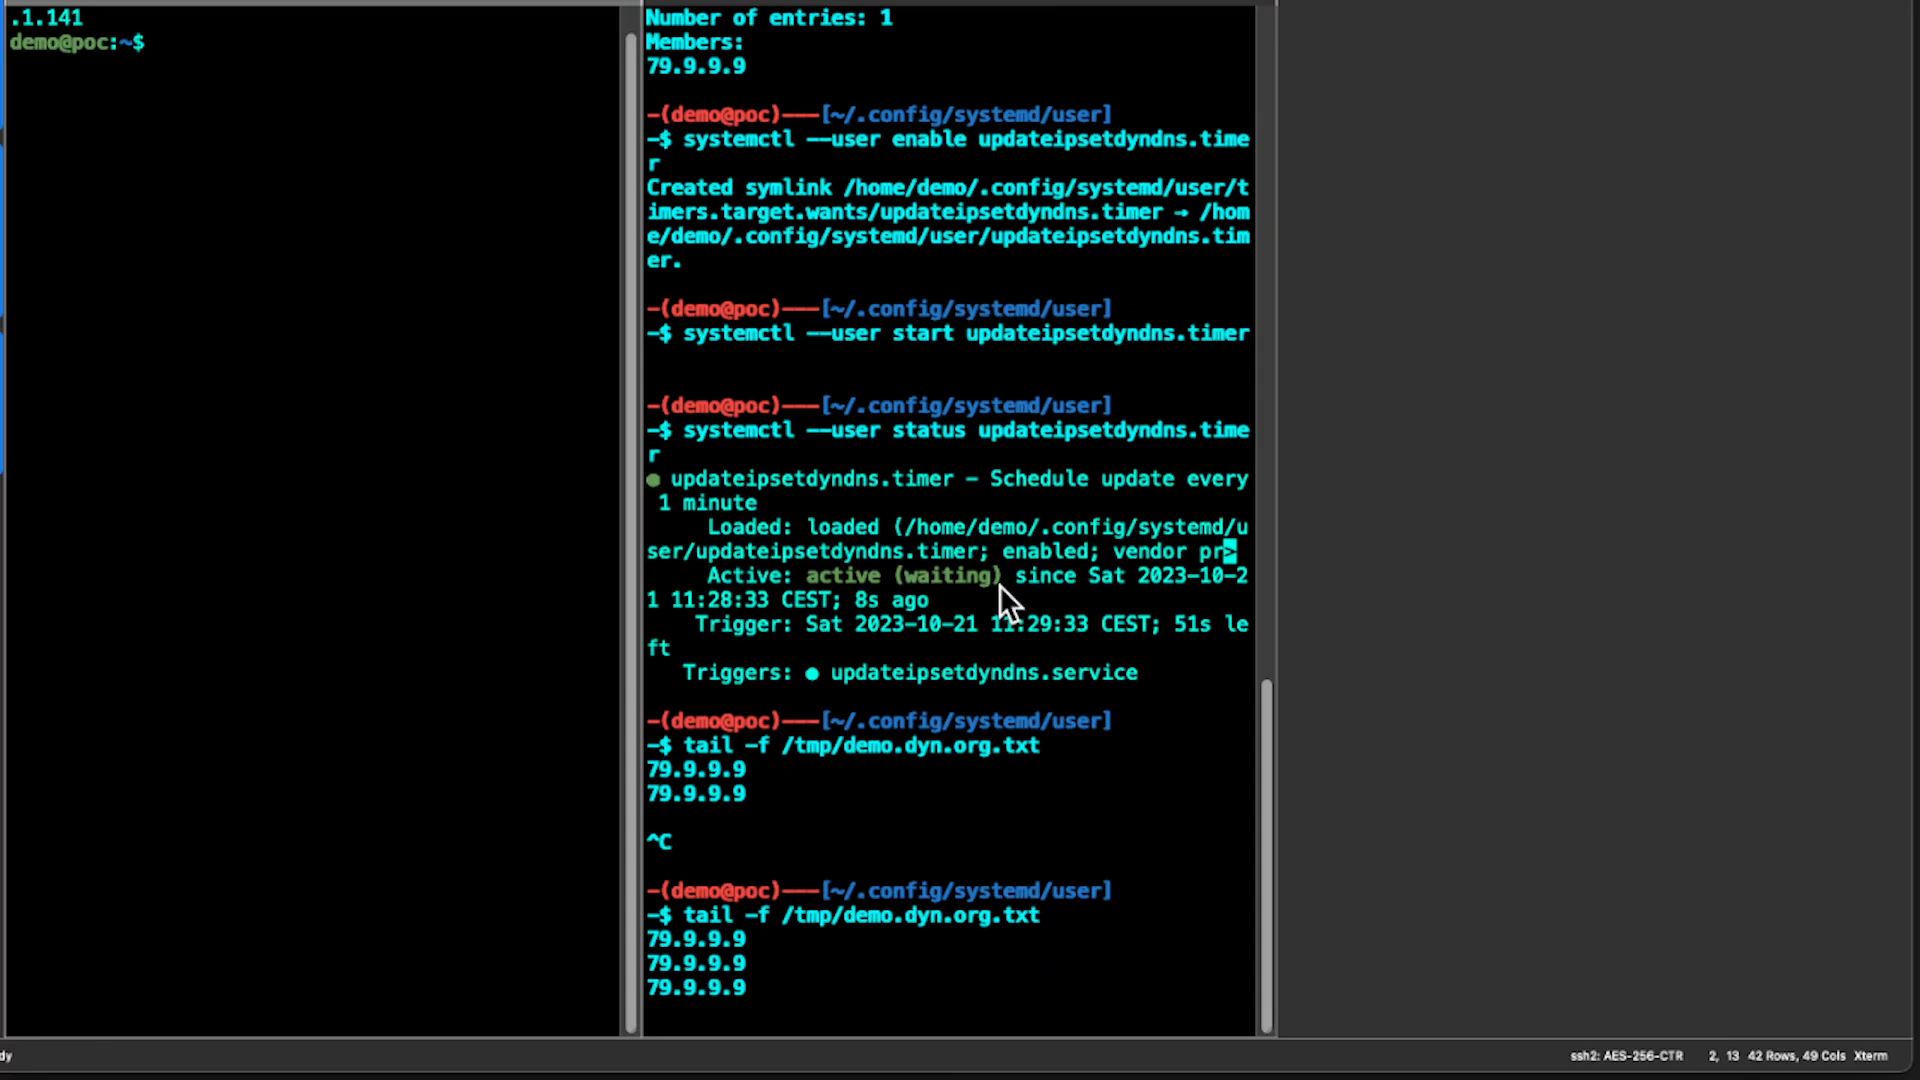 .1.141
demo@poc:~$
Number of entries: 1
Members:
79.9.9.9
-(demo@poc)---[~/.config/systemd/user]
-$ systemctl --user enable updateipsetdyndns.time
r
Created symlink /home/demo/.config/systemd/user/t
imers.target.wants/updateipsetdyndns.timer → /hom
e/demo/.config/systemd/user/updateipsetdyndns.tim
er.
-(demo@poc)---[~/.config/systemd/user]
-$ systemctl --user start updateipsetdyndns.timer
-(demo@poc)---[~/.config/systemd/user]
-$ systemctl --user status updateipsetdyndns.time
r
● updateipsetdyndns.timer - Schedule update every
1 minute
Loaded: loaded (/home/demo/.config/systemd/u
ser/updateipsetdyndns.timer; enabled; vendor pr>
Active: active (waiting) since Sat 2023-10-2
1 11:28:33 CEST; 8s ago
Trigger: Sat 2023-10-21 11:29:33 CEST; 51s le
ft
Triggers: ● updateipsetdyndns.service
-(demo@poc)---[~/.config/systemd/user]
-$ tail -f /tmp/demo.dyn.org.txt
79.9.9.9
79.9.9.9
^C
-(demo@poc)---[~/.config/systemd/user]
-$ tail -f /tmp/demo.dyn.org.txt
79.9.9.9
79.9.9.9
79.9.9.9
dy
ssh2: AES-256-CTR 2, 13 42 Rows, 49 Cols Xterm